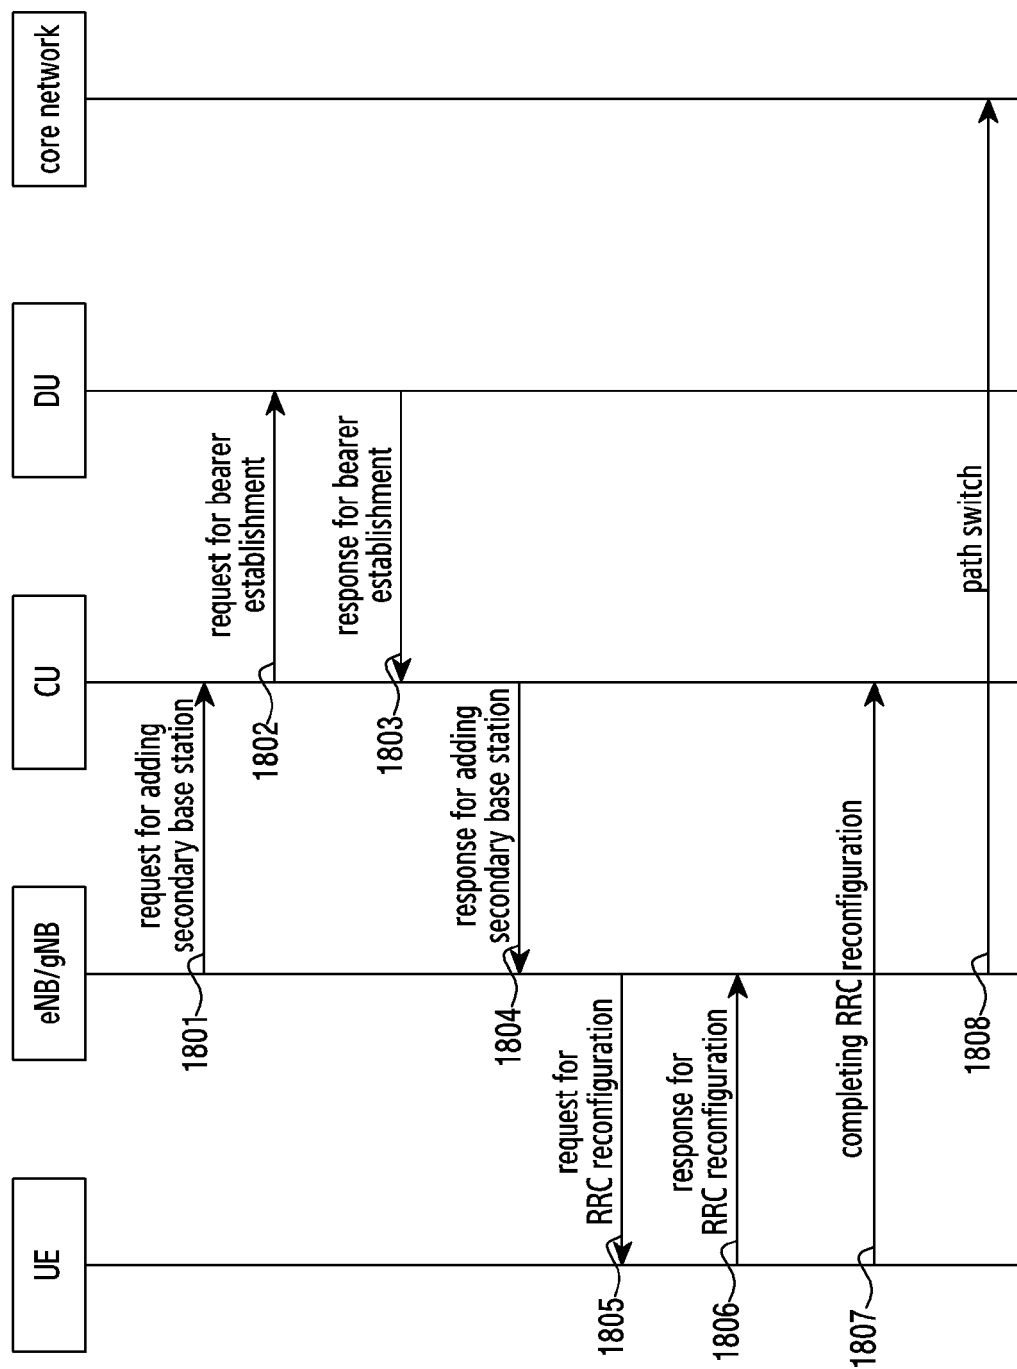 UE
eNB/gNB
CU
DU
core network
request for adding
secondary base station
1801
request for bearer
establishment
1802
response for bearer
establishment
1803
response for adding
secondary base station
1804
request for
RRC reconfiguration
1805
response for
RRC reconfiguration
1806
completing RRC reconfiguration
1807
path switch
1808